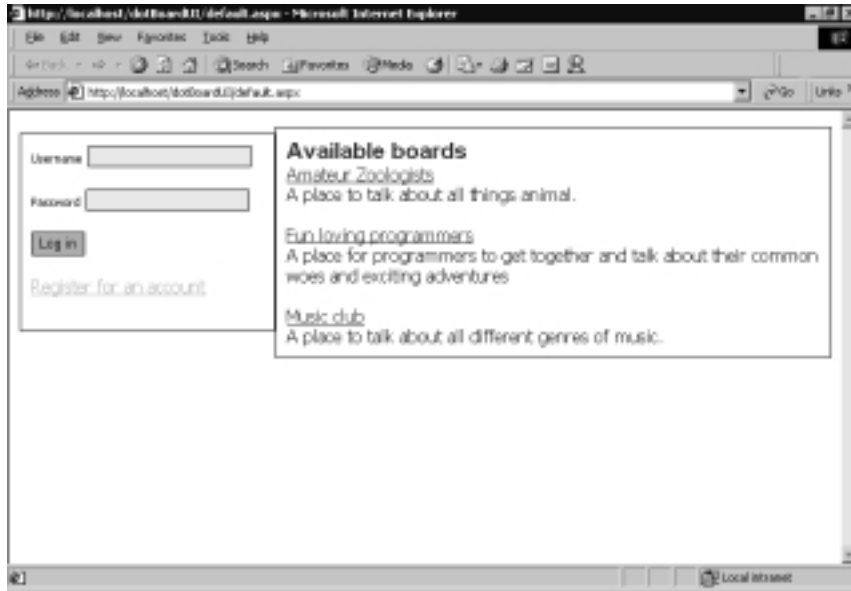 http://localhost/dotBoardUI/default.aspx - Microsoft Internet Explorer
File Edit View Favorites Tools Help
Back Search Favorites Media
Address http://localhost/dotBoardUI/default.aspx Go Links
Username
Password
Log in
Register for an account
Available boards
Amateur Zoologists
A place to talk about all things animal.
Fun loving programmers
A place for programmers to get together and talk about their common
woes and exciting adventures
Music club
A place to talk about all different genres of music.
Local intranet